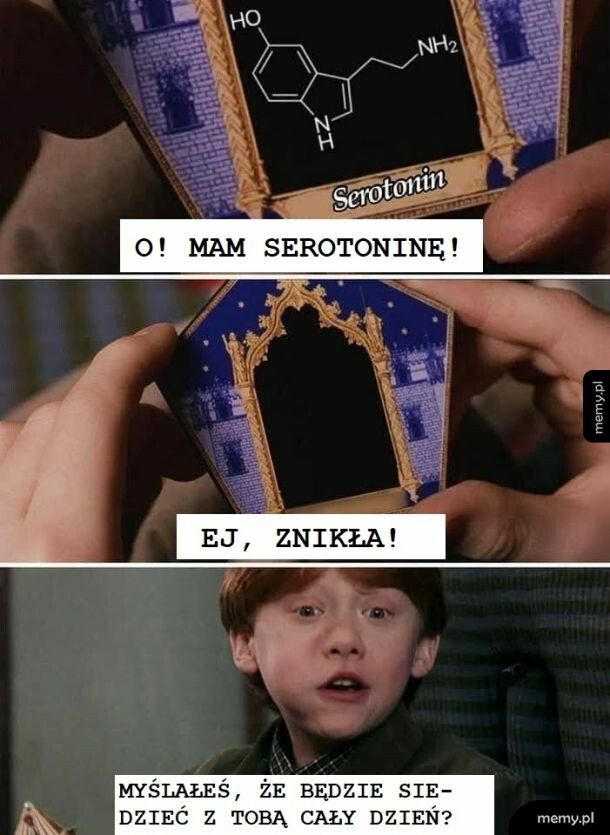 HO
NH₂
N
H
Serotonin
O! MAM SEROTONINĘ!
memy.pl
EJ, ZNIKŁA!
MYŚLAŁEŚ, ŻE BĘDZIE SIE-
DZIEĆ Z TOBĄ CAŁY DZIEŃ?
memy.pl